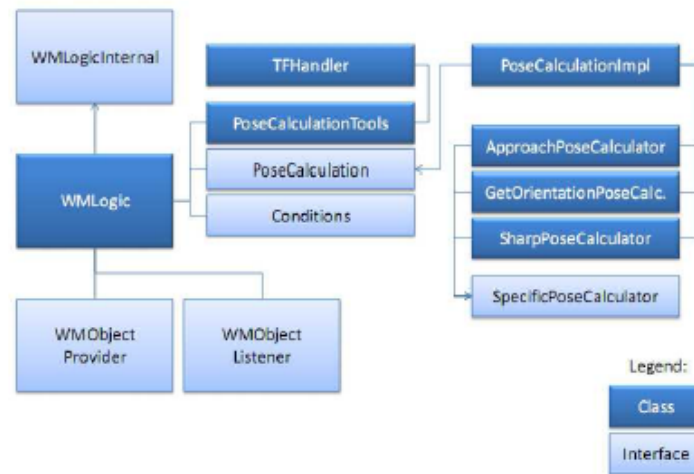 WMLogicInternal
TFHandler
PoseCalculationImpl
PoseCalculationTools
PoseCalculation
Conditions
WMLogic
ApproachPoseCalculator
GetOrientationPoseCalc.
SharpPoseCalculator
SpecificPoseCalculator
WMObject
Provider
WMObject
Listener
Legend:
Class
Interface